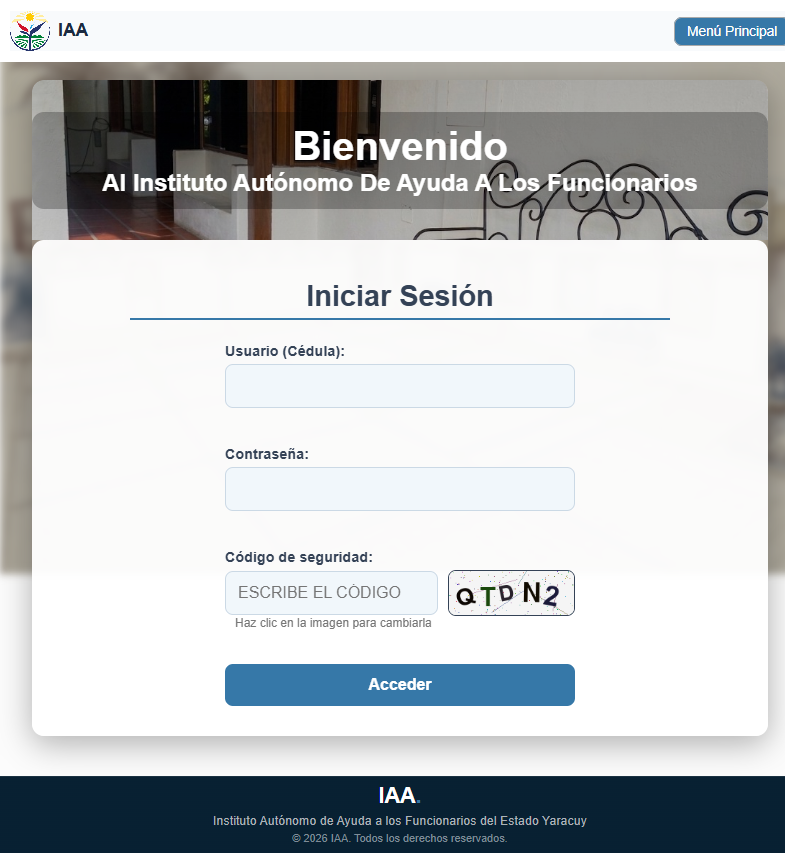 IAA
Menú Principal
Bienvenido
Al Instituto Autónomo De Ayuda A Los Funcionarios
Iniciar Sesión
Usuario (Cédula):
Contraseña:
Código de seguridad:
ESCRIBE EL CÓDIGO
QTDN2
Haz clic en la imagen para cambiarla
Acceder
IAA.
Instituto Autónomo de Ayuda a los Funcionarios del Estado Yaracuy
© 2026 IAA. Todos los derechos reservados.